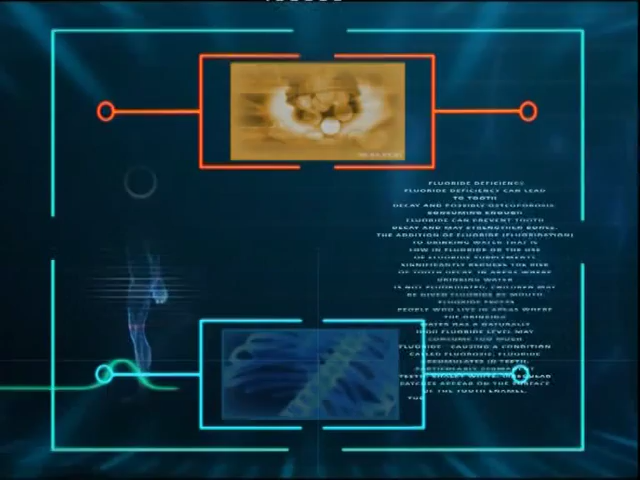 FLUORIDE DEFICIENCY
FLUORIDE DEFICIENCY CAN LEAD
TO TOOTH
DECAY AND POSSIBLY OSTEOPOROSIS.
CONSUMING ENOUGH
FLUORIDE CAN PREVENT TOOTH
DECAY AND MAY STRENGTHEN BONES.
THE ADDITION OF FLUORIDE (FLUORIDATION)
TO DRINKING WATER THAT IS
LOW IN FLUORIDE OR THE USE
OF FLUORIDE SUPPLEMENTS
SIGNIFICANTLY REDUCES THE RISK
OF TOOTH DECAY. IN AREAS WHERE
DRINKING WATER
IS NOT FLUORIDATED, CHILDREN MAY
BE GIVEN FLUORIDE BY MOUTH.
FLUORIDE EXCESS
PEOPLE WHO LIVE IN AREAS WHERE
THE DRINKING
WATER HAS A NATURALLY
HIGH FLUORIDE LEVEL MAY
CONSUME TOO MUCH
FLUORIDE CAUSING A CONDITION
CALLED FLUOROSIS. FLUORIDE
ACCUMULATES IN TEETH,
PARTICULARLY PERMANENT
TEETH. WHITE, IRREGULAR
PATCHES APPEAR ON THE SURFACE
OF THE TOOTH ENAMEL.